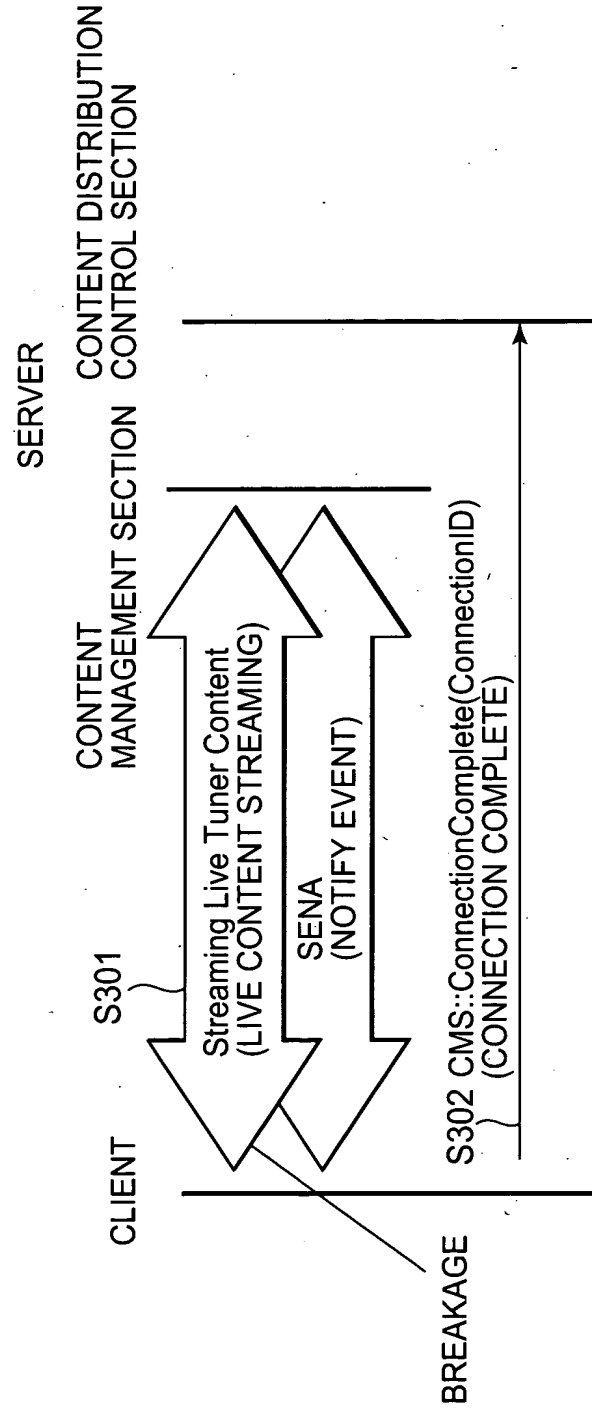 SERVER
CLIENT
CONTENT
MANAGEMENT SECTION
CONTENT DISTRIBUTION
CONTROL SECTION
S301
Streaming Live Tuner Content
(LIVE CONTENT STREAMING)
SENA
(NOTIFY EVENT)
BREAKAGE
S302 CMS::ConnectionComplete(ConnectionID)
(CONNECTION COMPLETE)